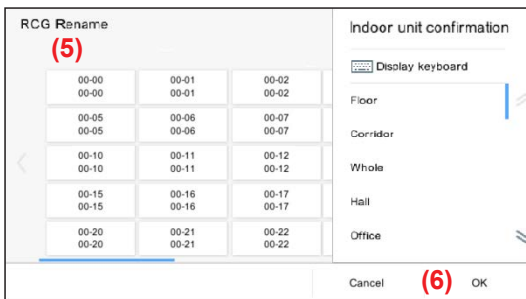 RCG Rename
(5)
00-00 00-01 00-02
00-00 00-01 00-02
00-05 00-06 00-07
00-05 00-06 00-07
00-10 00-11 00-12
00-10 00-11 00-12
00-15 00-16 00-17
00-15 00-16 00-17
00-20 00-21 00-22
00-20 00-21 00-22
Indoor unit confirmation
Display keyboard
Floor
Corridor
Whole
Hall
Office
Cancel (6) OK